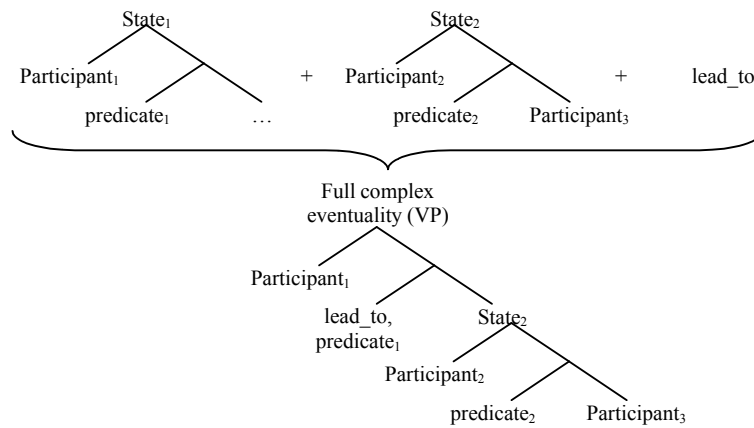 State₁ State₂
Participant₁ + Participant₂ + lead_to
predicate₁ … predicate₂ Participant₃
Full complex
eventuality (VP)
Participant₁
lead_to, State₂
predicate₁
Participant₂
predicate₂ Participant₃